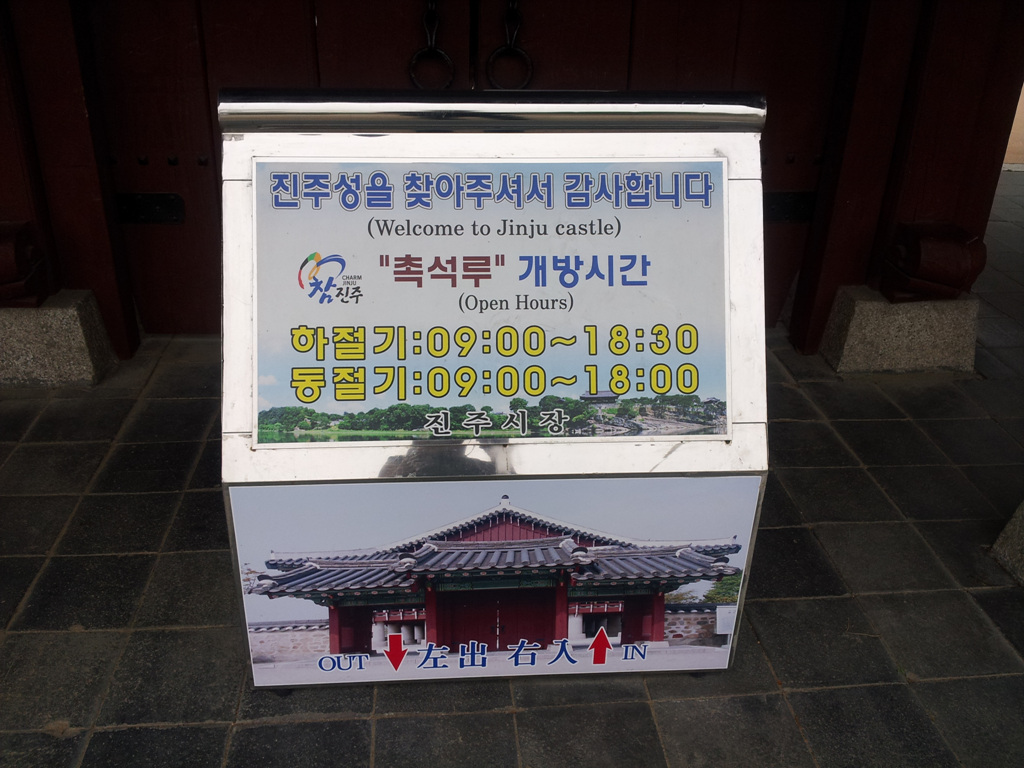 진주성을 찾아주셔서 감사합니다
(Welcome to Jinju castle)
참진주 CHARM JINJU
"촉석루" 개방시간
(Open Hours)
하절기:09:00~18:30
동절기:09:00~18:00
진주시장
OUT 左出 右入 IN